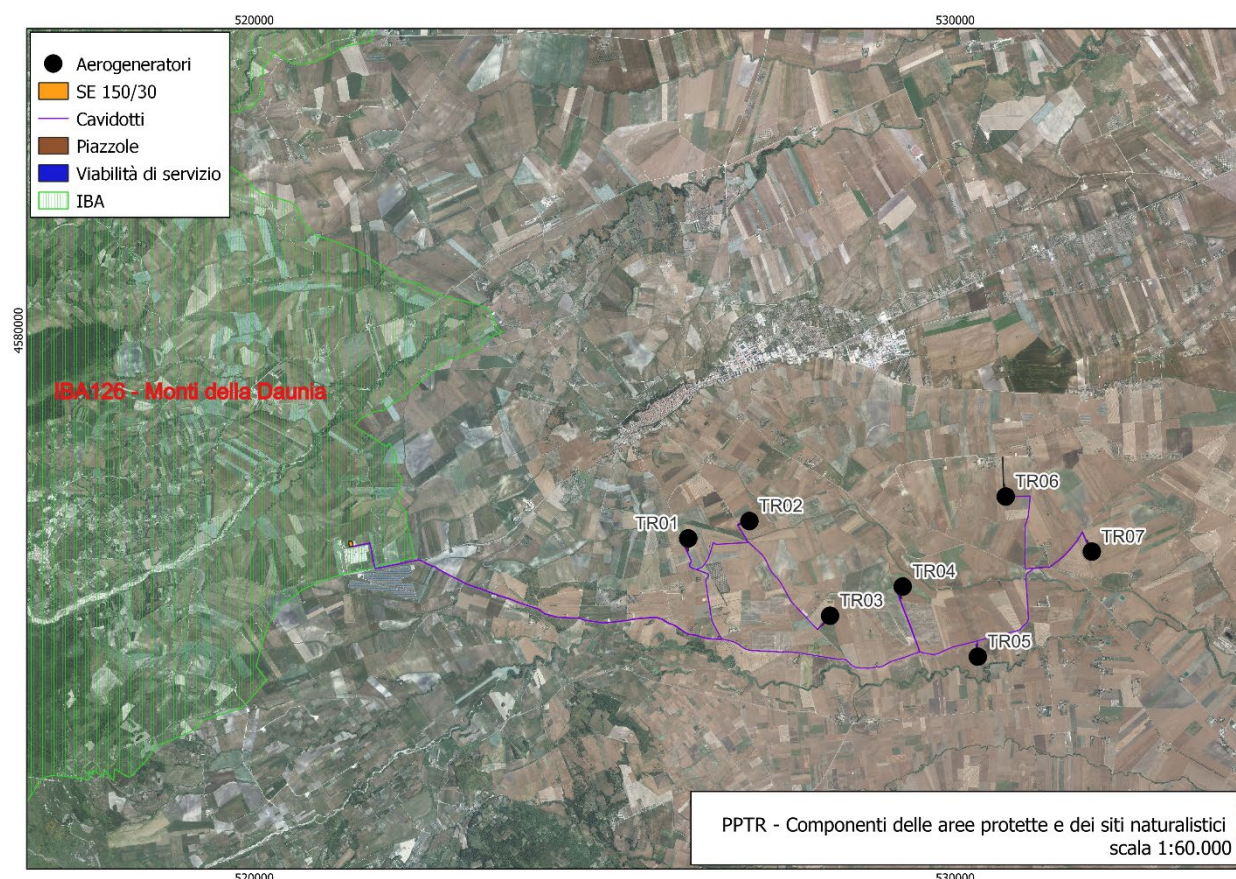 520000
530000
Aerogeneratori
SE 150/30
Cavidotti
Piazzole
Viabilità di servizio
IBA
4580000
4580000
IBA126 - Monti della Daunia
TR06
TR02
TR01
TR07
TR04
TR03
TR05
PPTR - Componenti delle aree protette e dei siti naturalistici
scala 1:60.000
520000
530000